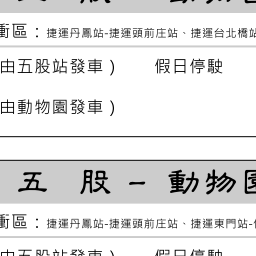 衝區：捷運丹鳳站-捷運頭前庄站、捷運台北橋站
由五股站發車)　　假日停駛
由動物園發車)
五　股 － 動物園
衝區：捷運丹鳳站-捷運頭前庄站、捷運東門站-
由五股站發車)　　假日停駛